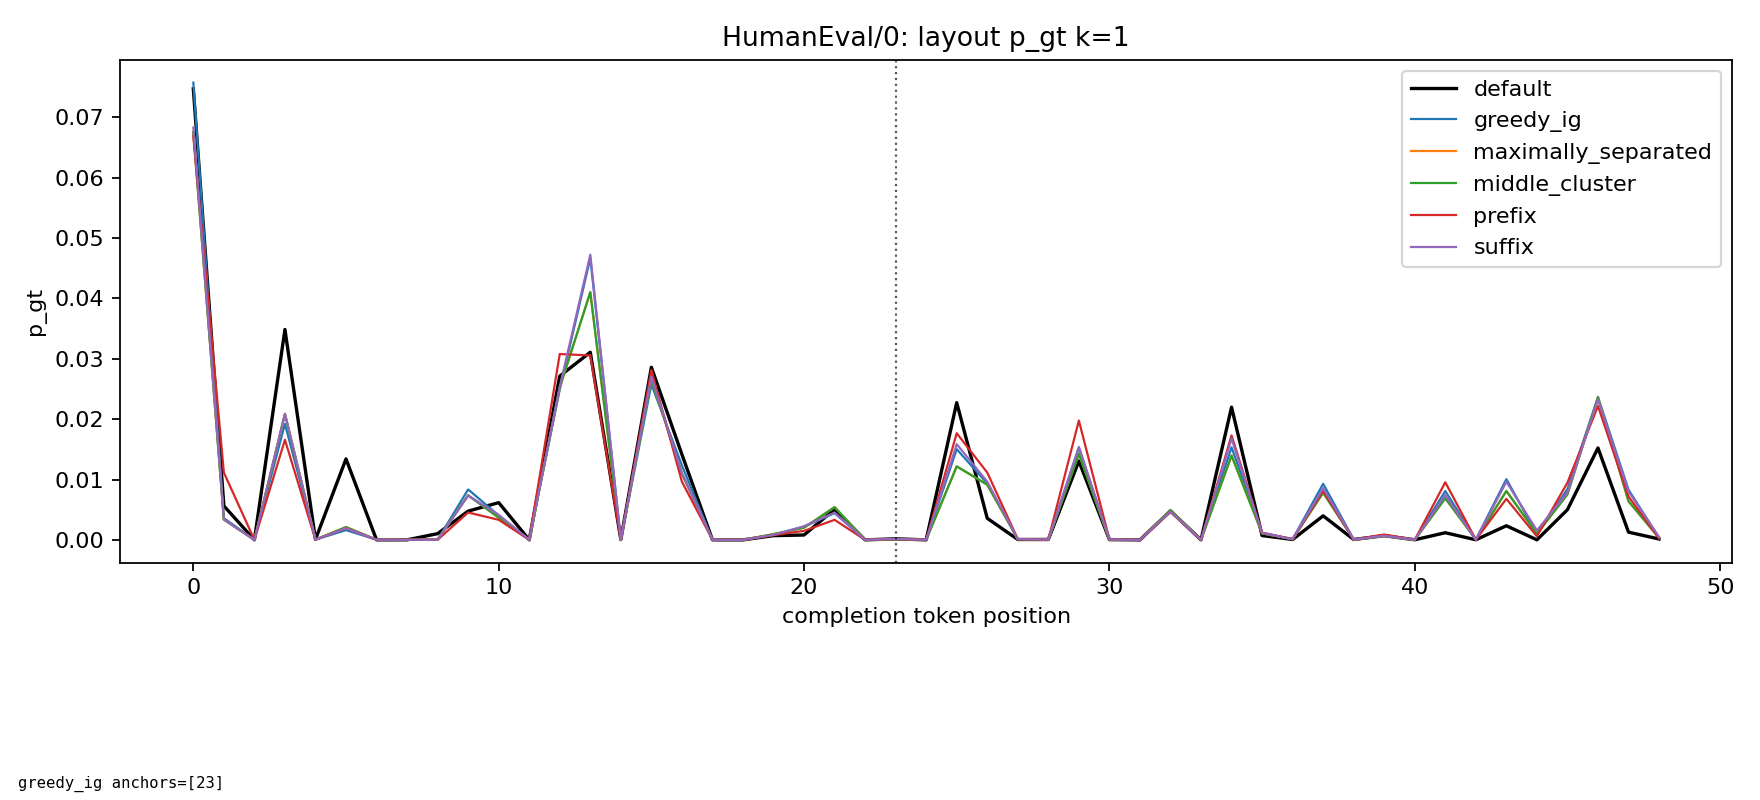 HumanEval/0: layout p_gt k=1
p_gt
0.07
0.06
0.05
0.04
0.03
0.02
0.01
0.00
0 10 20 30 40 50
completion token position
default
greedy_ig
maximally_separated
middle_cluster
prefix
suffix
greedy_ig anchors=[23]